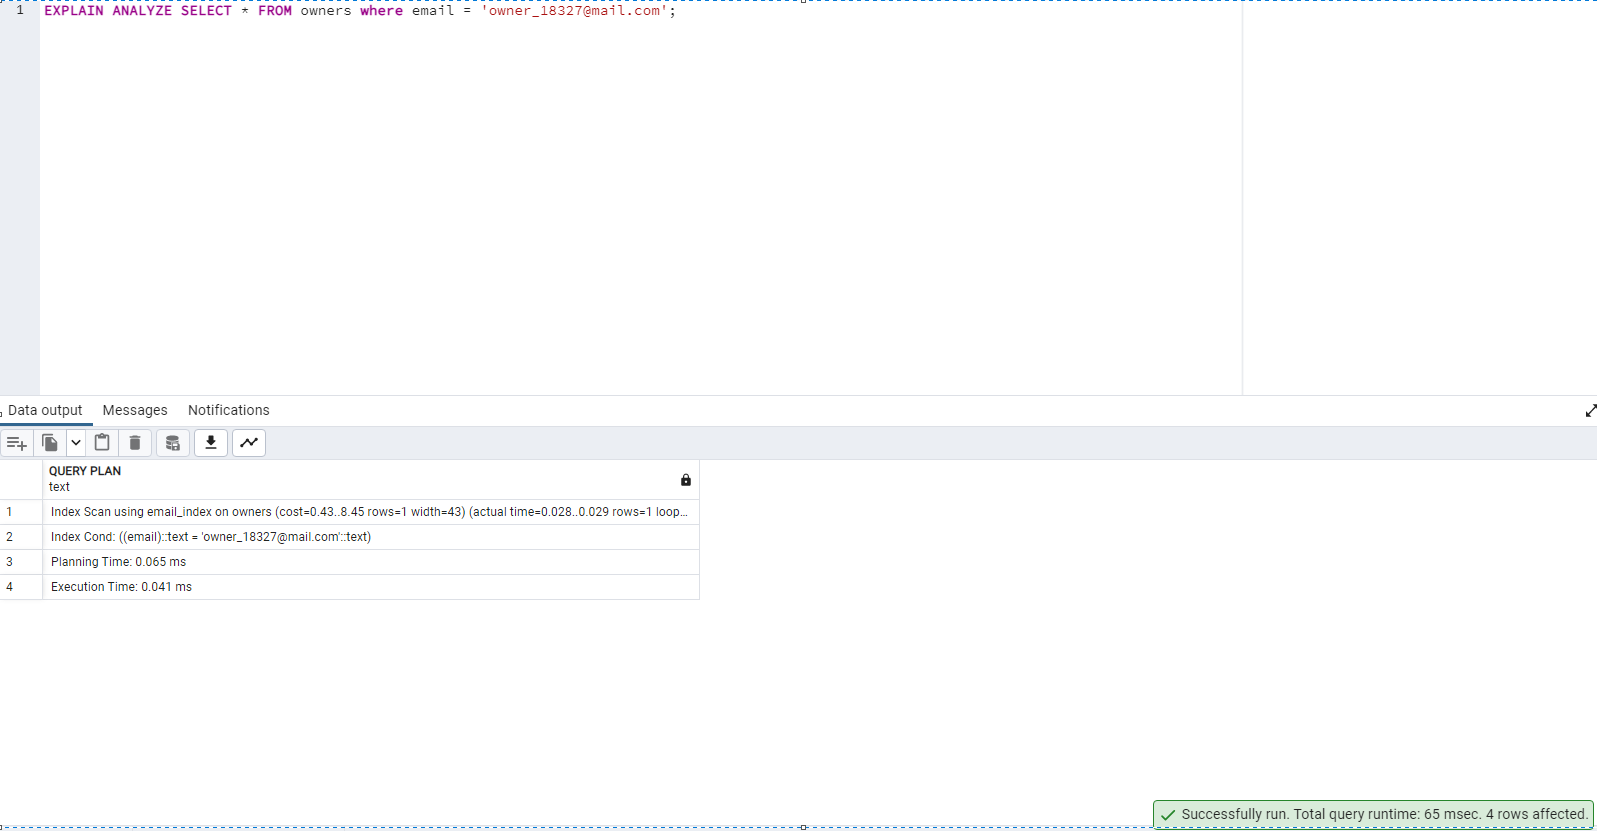 1 EXPLAIN ANALYZE SELECT * FROM owners where email = 'owner_18327@mail.com';
Data output Messages Notifications
QUERY PLAN
text
1 Index Scan using email_index on owners (cost=0.43..8.45 rows=1 width=43) (actual time=0.028..0.029 rows=1 loop...
2 Index Cond: ((email)::text = 'owner_18327@mail.com'::text)
3 Planning Time: 0.065 ms
4 Execution Time: 0.041 ms
Successfully run. Total query runtime: 65 msec. 4 rows affected.